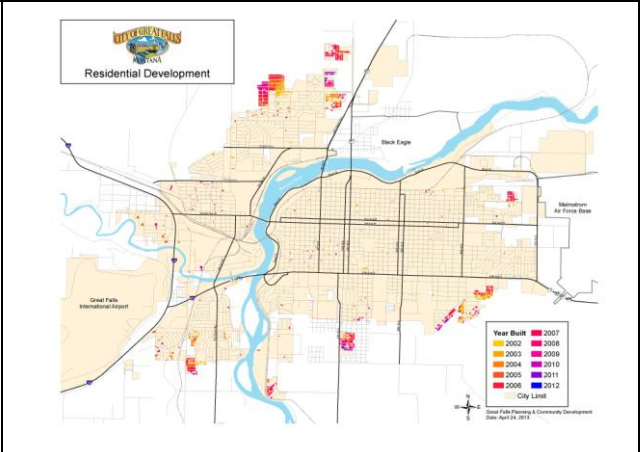 CITY OF GREAT FALLS
MONTANA
Residential Development
Black Eagle
Malmstrom
Air Force Base
Great Falls
International Airport
Year Built
2002
2003
2004
2005
2006
2007
2008
2009
2010
2011
2012
City Limit
N
W
E
S
Great Falls Planning & Community Development
Date: April 24, 2013